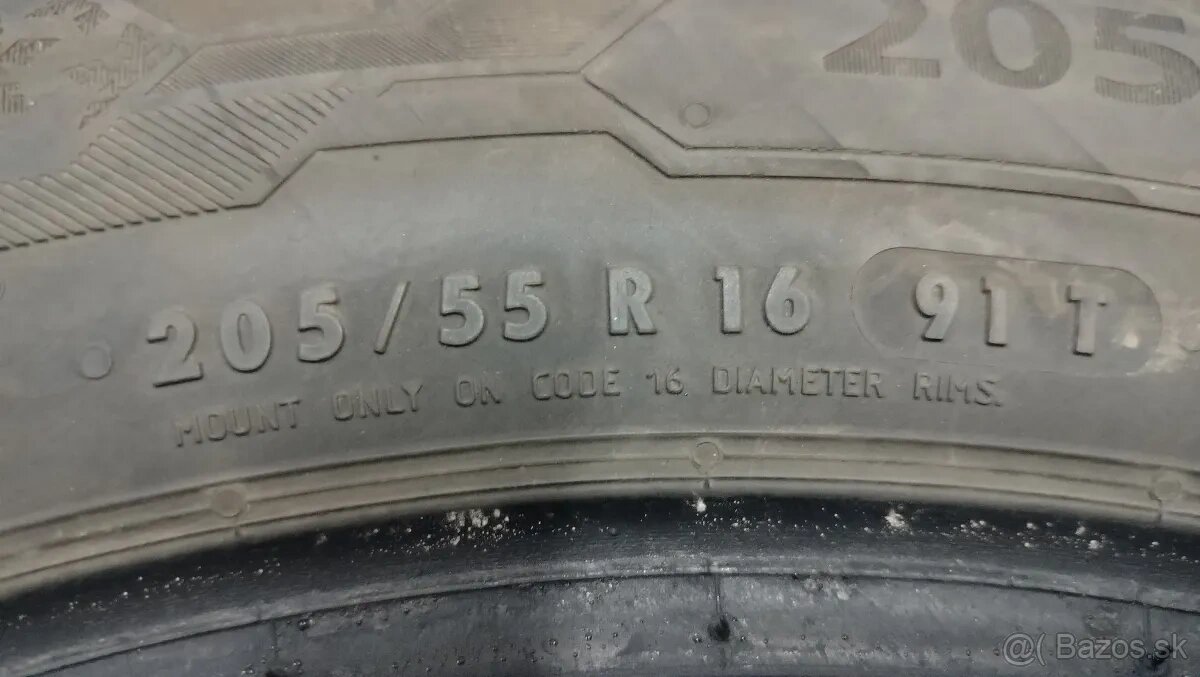 205
205/55 R 16 91 T
MOUNT ONLY ON CODE 16 DIAMETER RIMS.
@( Bazos.sk